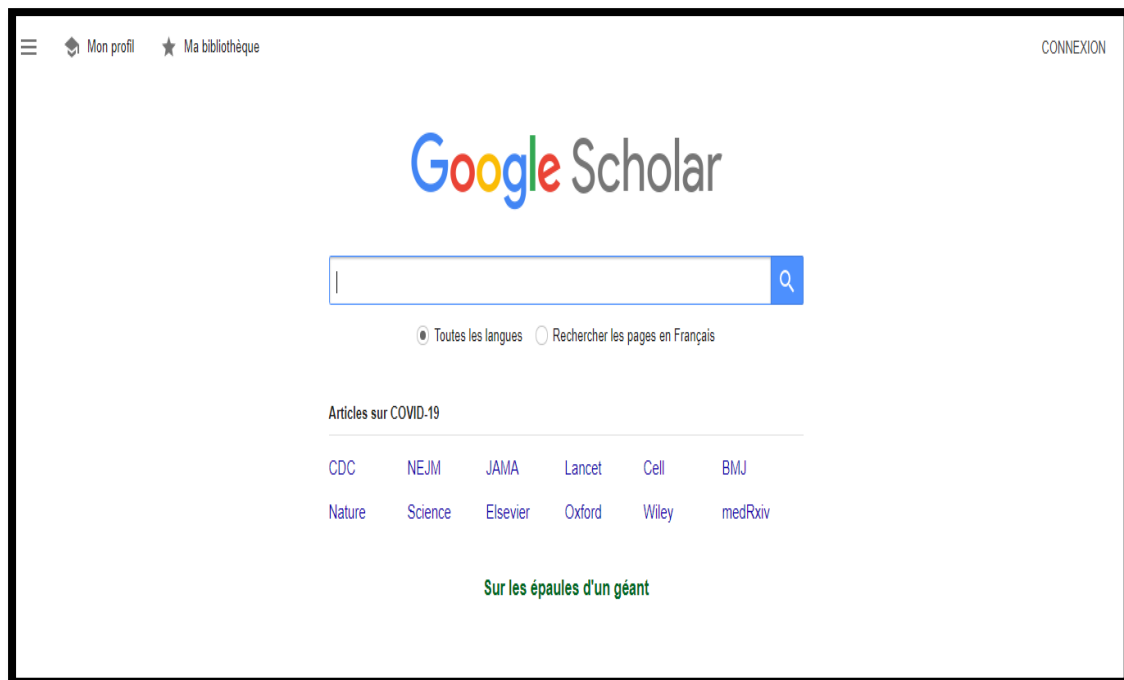 Mon profil Ma bibliothèque CONNEXION
Google Scholar
Toutes les langues Rechercher les pages en Français
Articles sur COVID-19
CDC NEJM JAMA Lancet Cell BMJ
Nature Science Elsevier Oxford Wiley medRxiv
Sur les épaules d'un géant